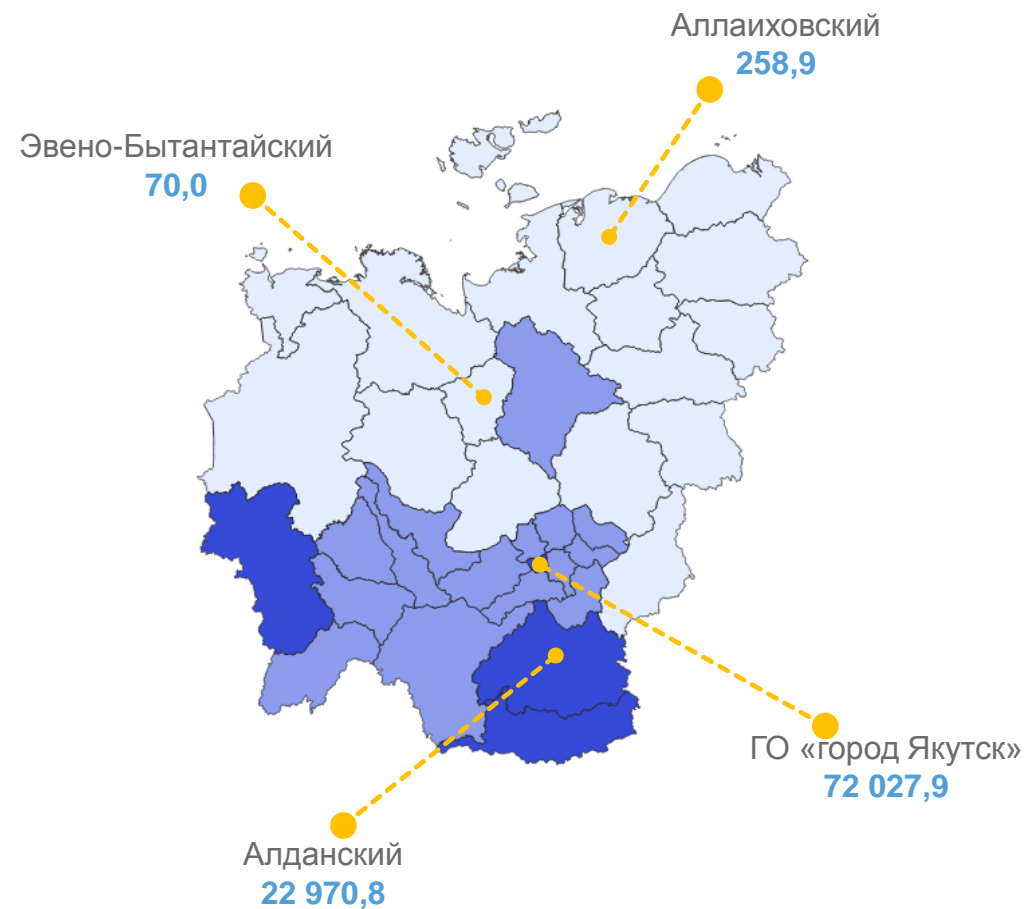 Аллаиховский
258,9
Эвено-Бытантайский
70,0
ГО «город Якутск»
72 027,9
Алданский
22 970,8